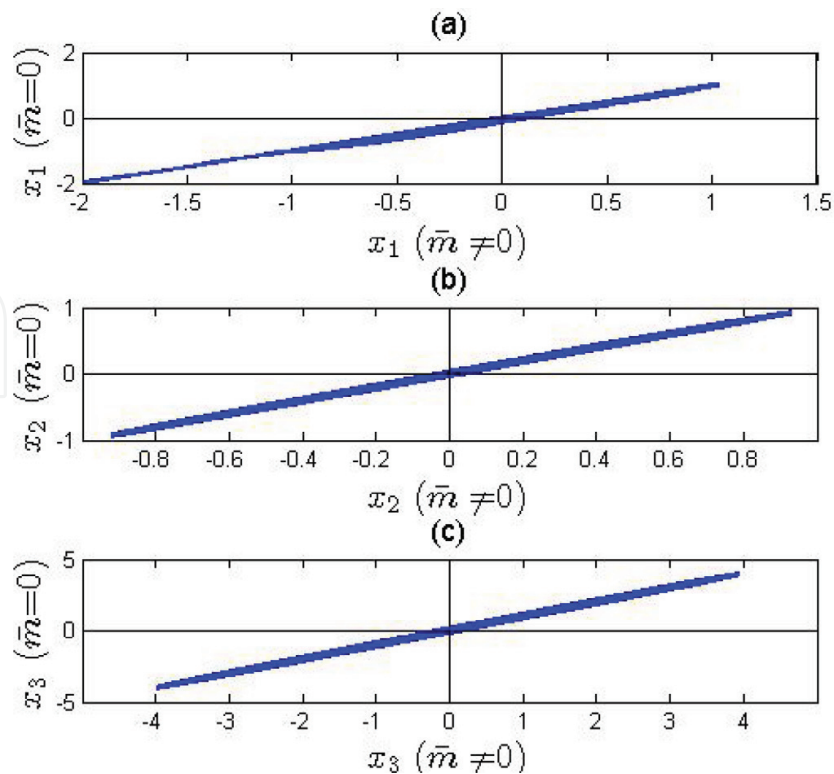 (a)
x₁ (m̄=0)
2
0
-2
-2 -1.5 -1 -0.5 0 0.5 1 1.5
x₁ (m̄ ≠0)
(b)
x₂ (m̄=0)
1
0
-1
-0.8 -0.6 -0.4 -0.2 0 0.2 0.4 0.6 0.8
x₂ (m̄ ≠0)
(c)
x₃ (m̄=0)
5
0
-5
-4 -3 -2 -1 0 1 2 3 4
x₃ (m̄ ≠0)